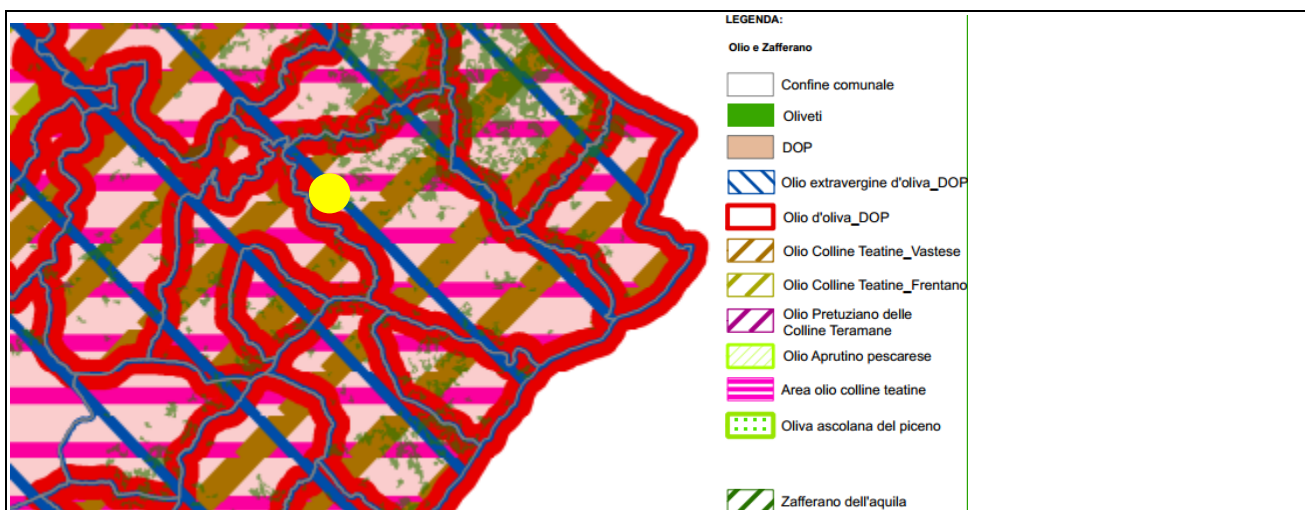 LEGENDA:
Olio e Zafferano
Confine comunale
Oliveti
DOP
Olio extravergine d'oliva_DOP
Olio d'oliva_DOP
Olio Colline Teatine_Vastese
Olio Colline Teatine_Frentano
Olio Pretuziano delle
Colline Teramane
Olio Aprutino pescarese
Area olio colline teatine
Oliva ascolana del piceno
Zafferano dell'aquila